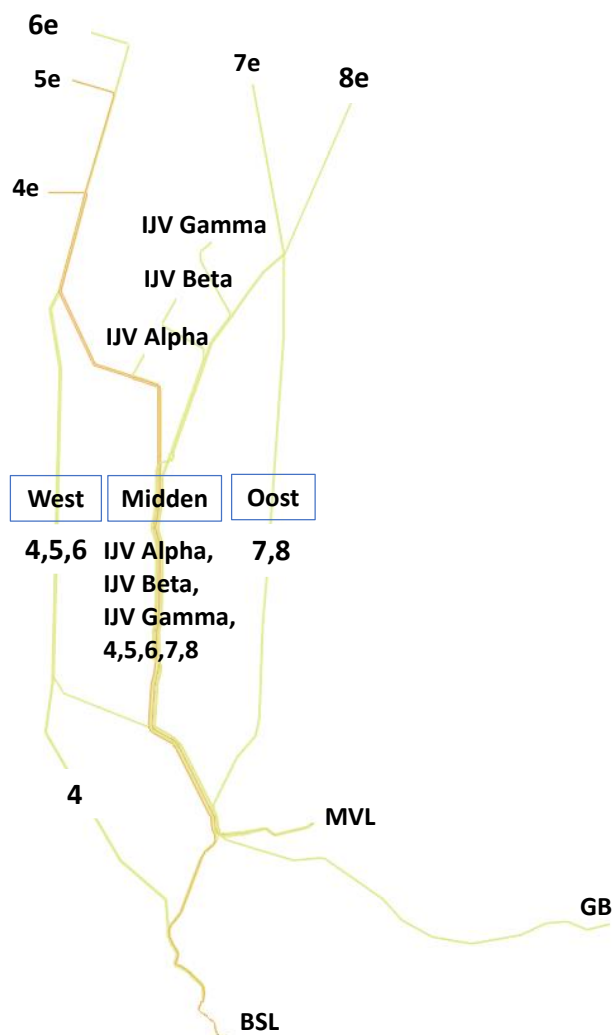 6e
5e
7e
8e
4e
IJV Gamma
IJV Beta
IJV Alpha
West
Midden
Oost
4,5,6
IJV Alpha,
IJV Beta,
IJV Gamma,
4,5,6,7,8
7,8
4
MVL
GB
BSL